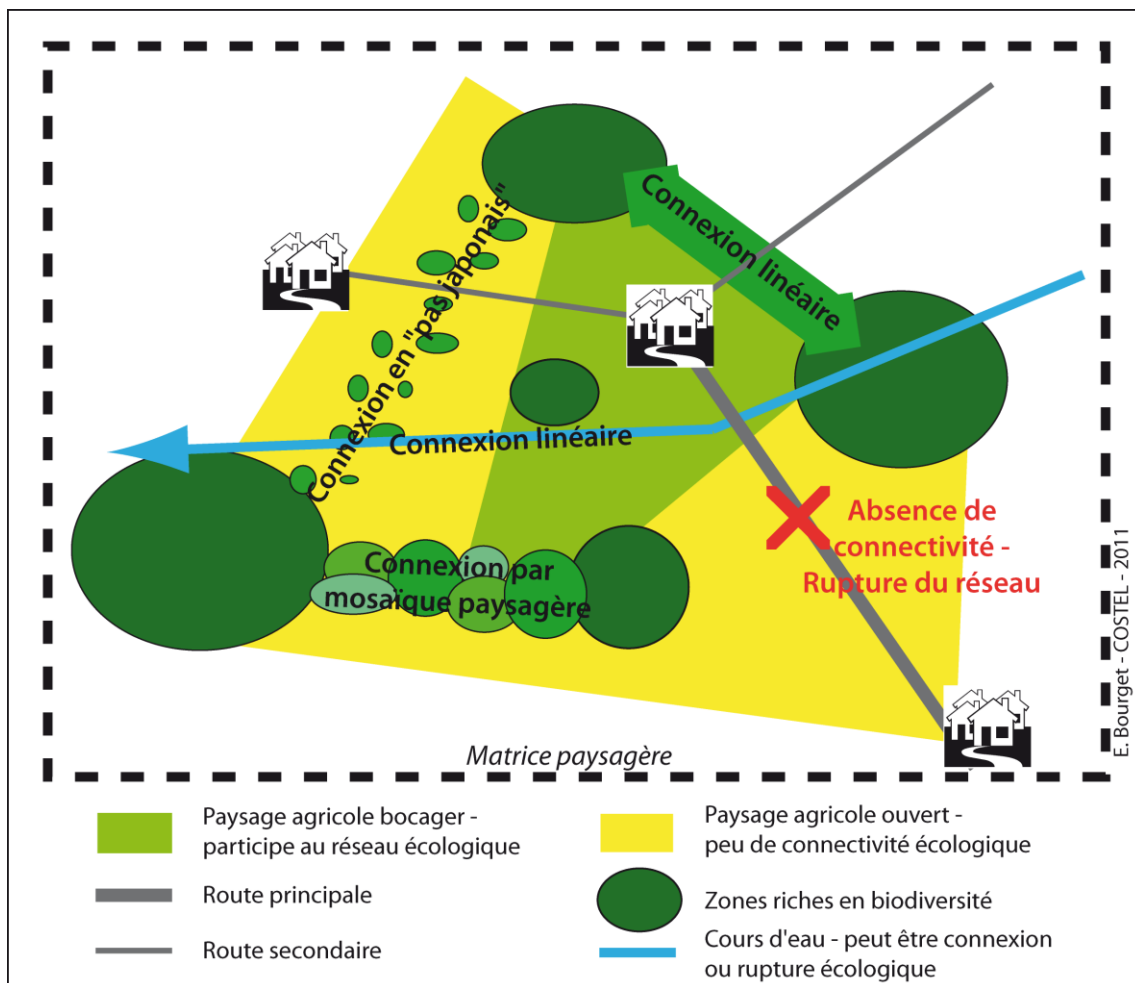 Connexion en "pas japonais"
Connexion linéaire
Connexion linéaire
Absence de
connectivité -
Rupture du réseau
Connexion par
mosaïque paysagère
Matrice paysagère
E. Bourget - COSTEL - 2011
Paysage agricole bocager -
participe au réseau écologique
Route principale
Route secondaire
Paysage agricole ouvert -
peu de connectivité écologique
Zones riches en biodiversité
Cours d'eau - peut être connexion
ou rupture écologique